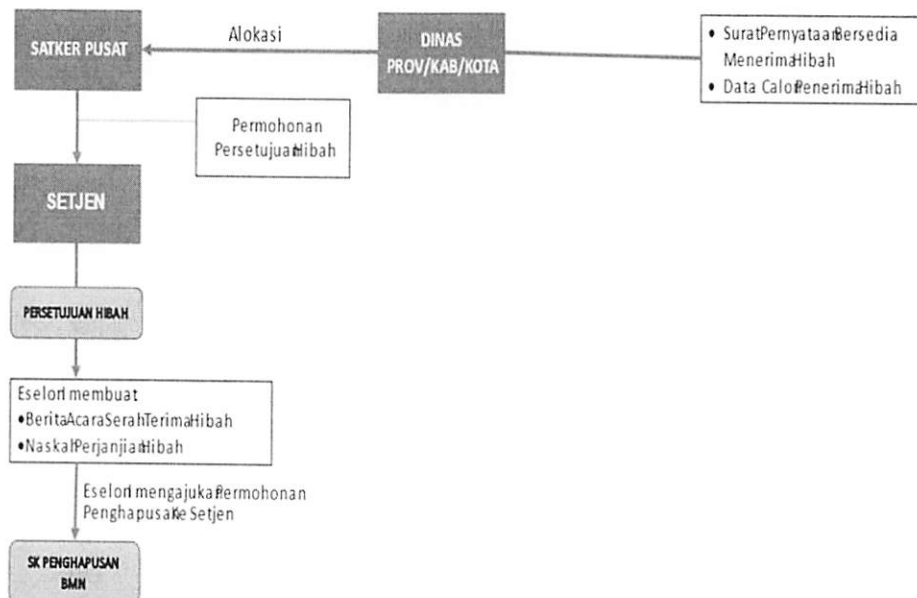 SATKER PUSAT
Alokasi
DINAS
PROV/KAB/KOTA
• SuratPernyataanBersedia
MenerimaHibah
• Data CalonPenerimaHibah
Permohonan
PersetujuanHibah
SETJEN
PERSETUJUAN HIBAH
EselonI membuat
•BeritaAcaraSerahTerimaHibah
•NaskahPerjanjianHibah
EselonI mengajukanPermohonan
PenghapusanKe Setjen
SK PENGHAPUSAN
BMN